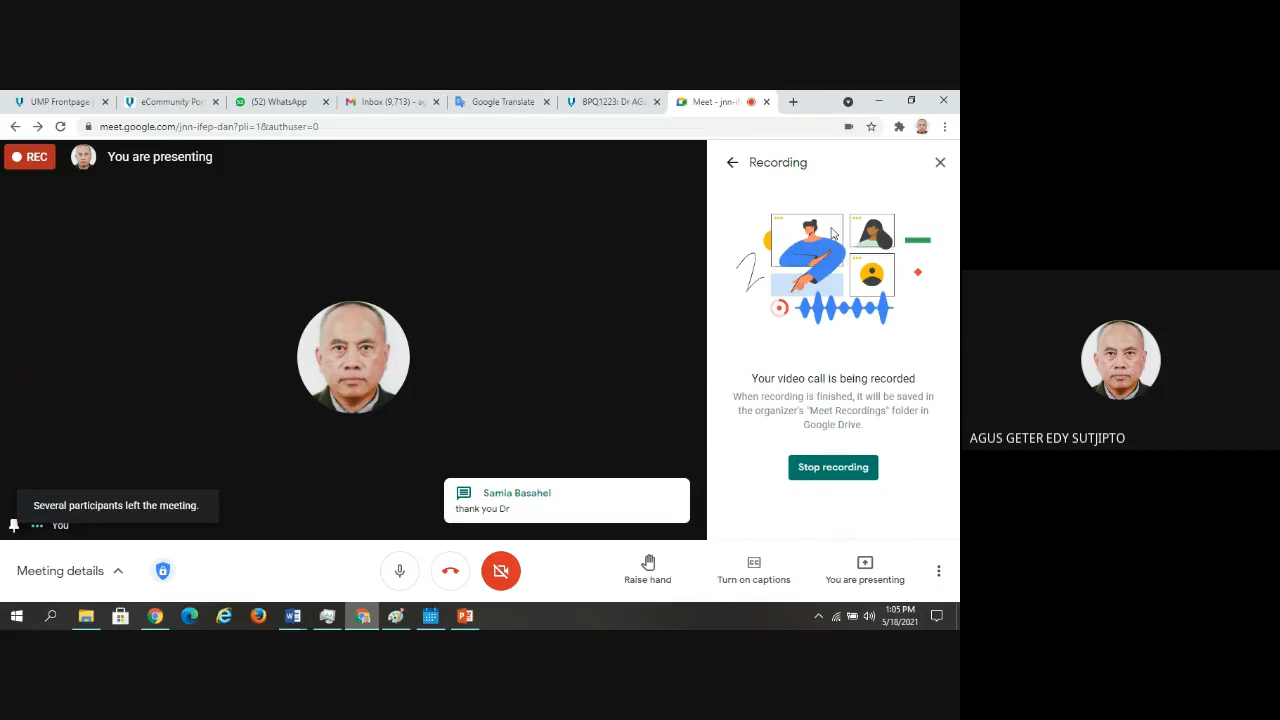 UMP Frontpage
eCommunity Por
(52) WhatsApp
Inbox (9,713) - ag
Google Translate
BPQ1223: Dr AGU
Meet - jnn-if
meet.google.com/jnn-ifep-dan?pli=1&authuser=0
REC
You are presenting
Recording
Your video call is being recorded
When recording is finished, it will be saved in
the organizer's "Meet Recordings" folder in
Google Drive.
Stop recording
Samia Basahel
thank you Dr
Several participants left the meeting.
You
AGUS GETER EDY SUTJIPTO
Meeting details
Raise hand
Turn on captions
You are presenting
1:05 PM
5/18/2021